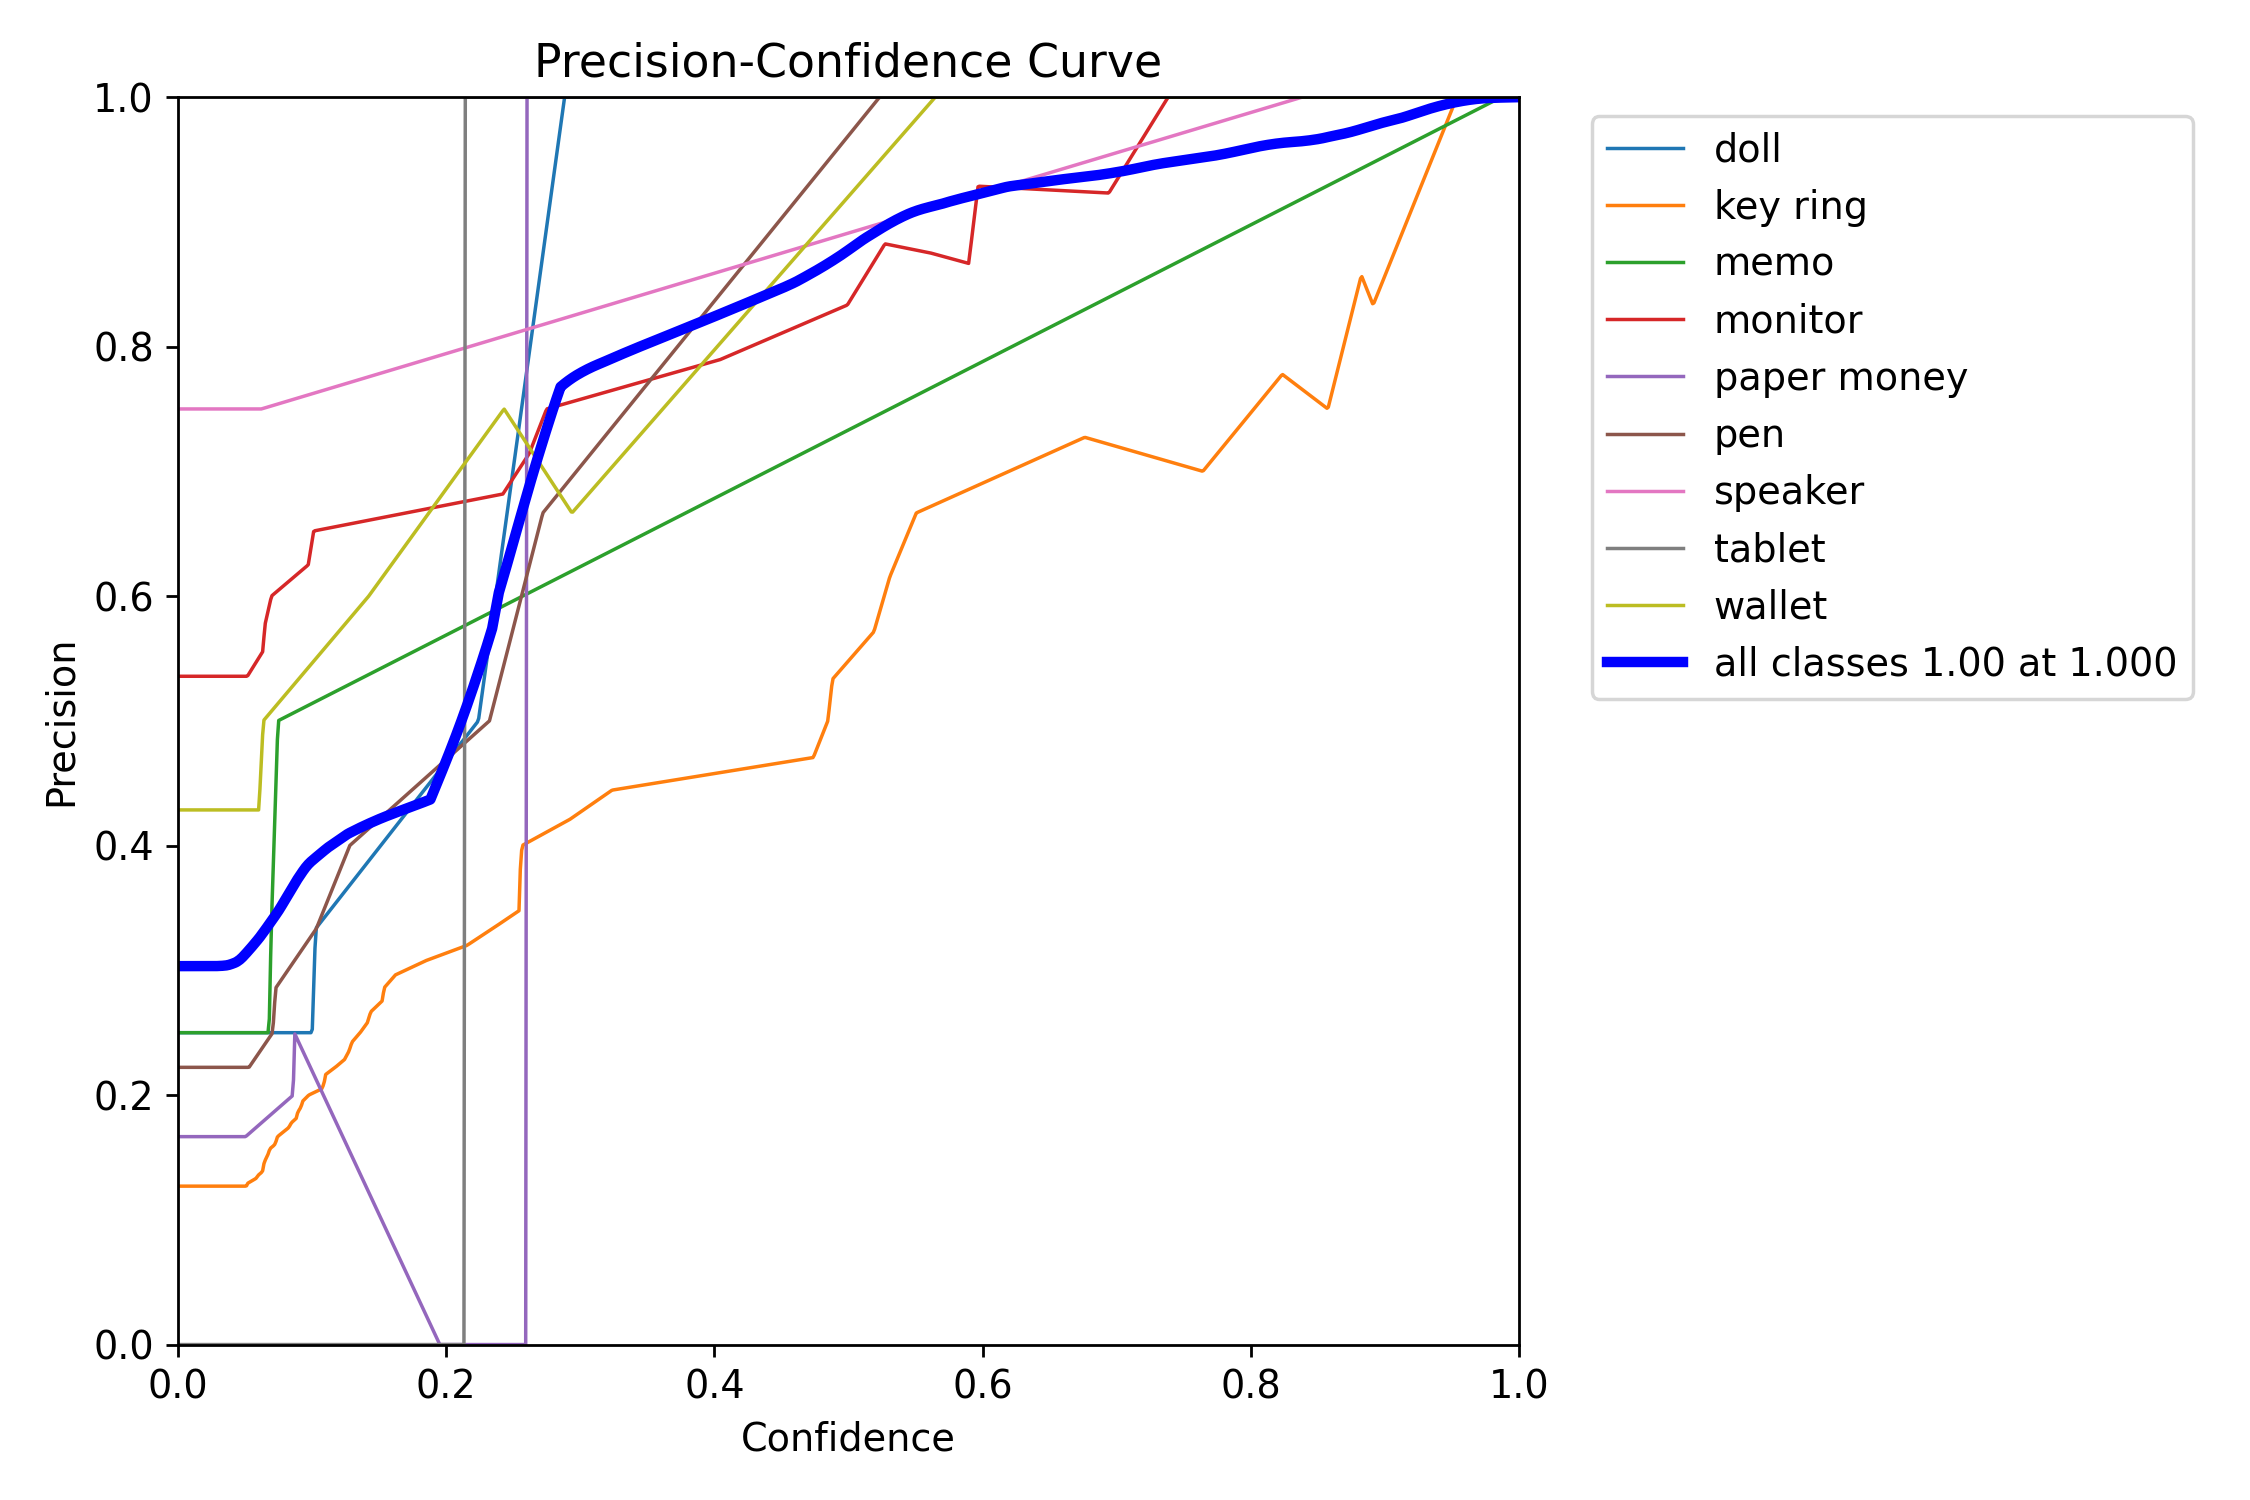 Precision-Confidence Curve
1.0
0.8
0.6
0.4
0.2
0.0
Precision
0.0 0.2 0.4 0.6 0.8 1.0
Confidence
doll
key ring
memo
monitor
paper money
pen
speaker
tablet
wallet
all classes 1.00 at 1.000